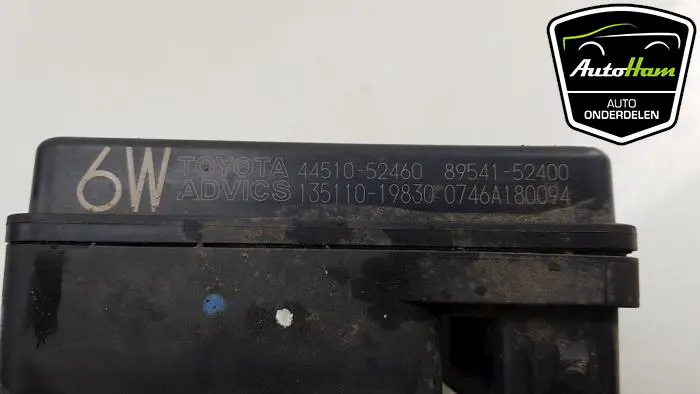 AutoHam
AUTO
ONDERDELEN
6W TOYOTA 44510-52460 89541-52400
ADVICS 135110-19830 0746A180094